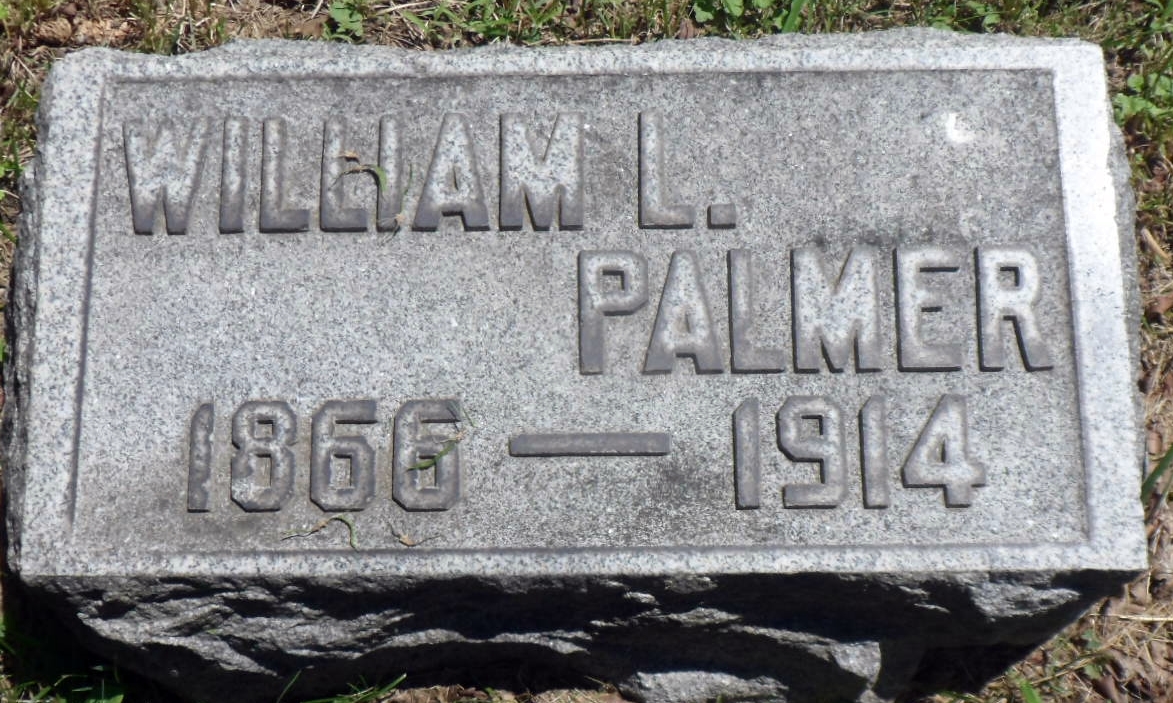 WILLIAM L.
PALMER
1866 — 1914